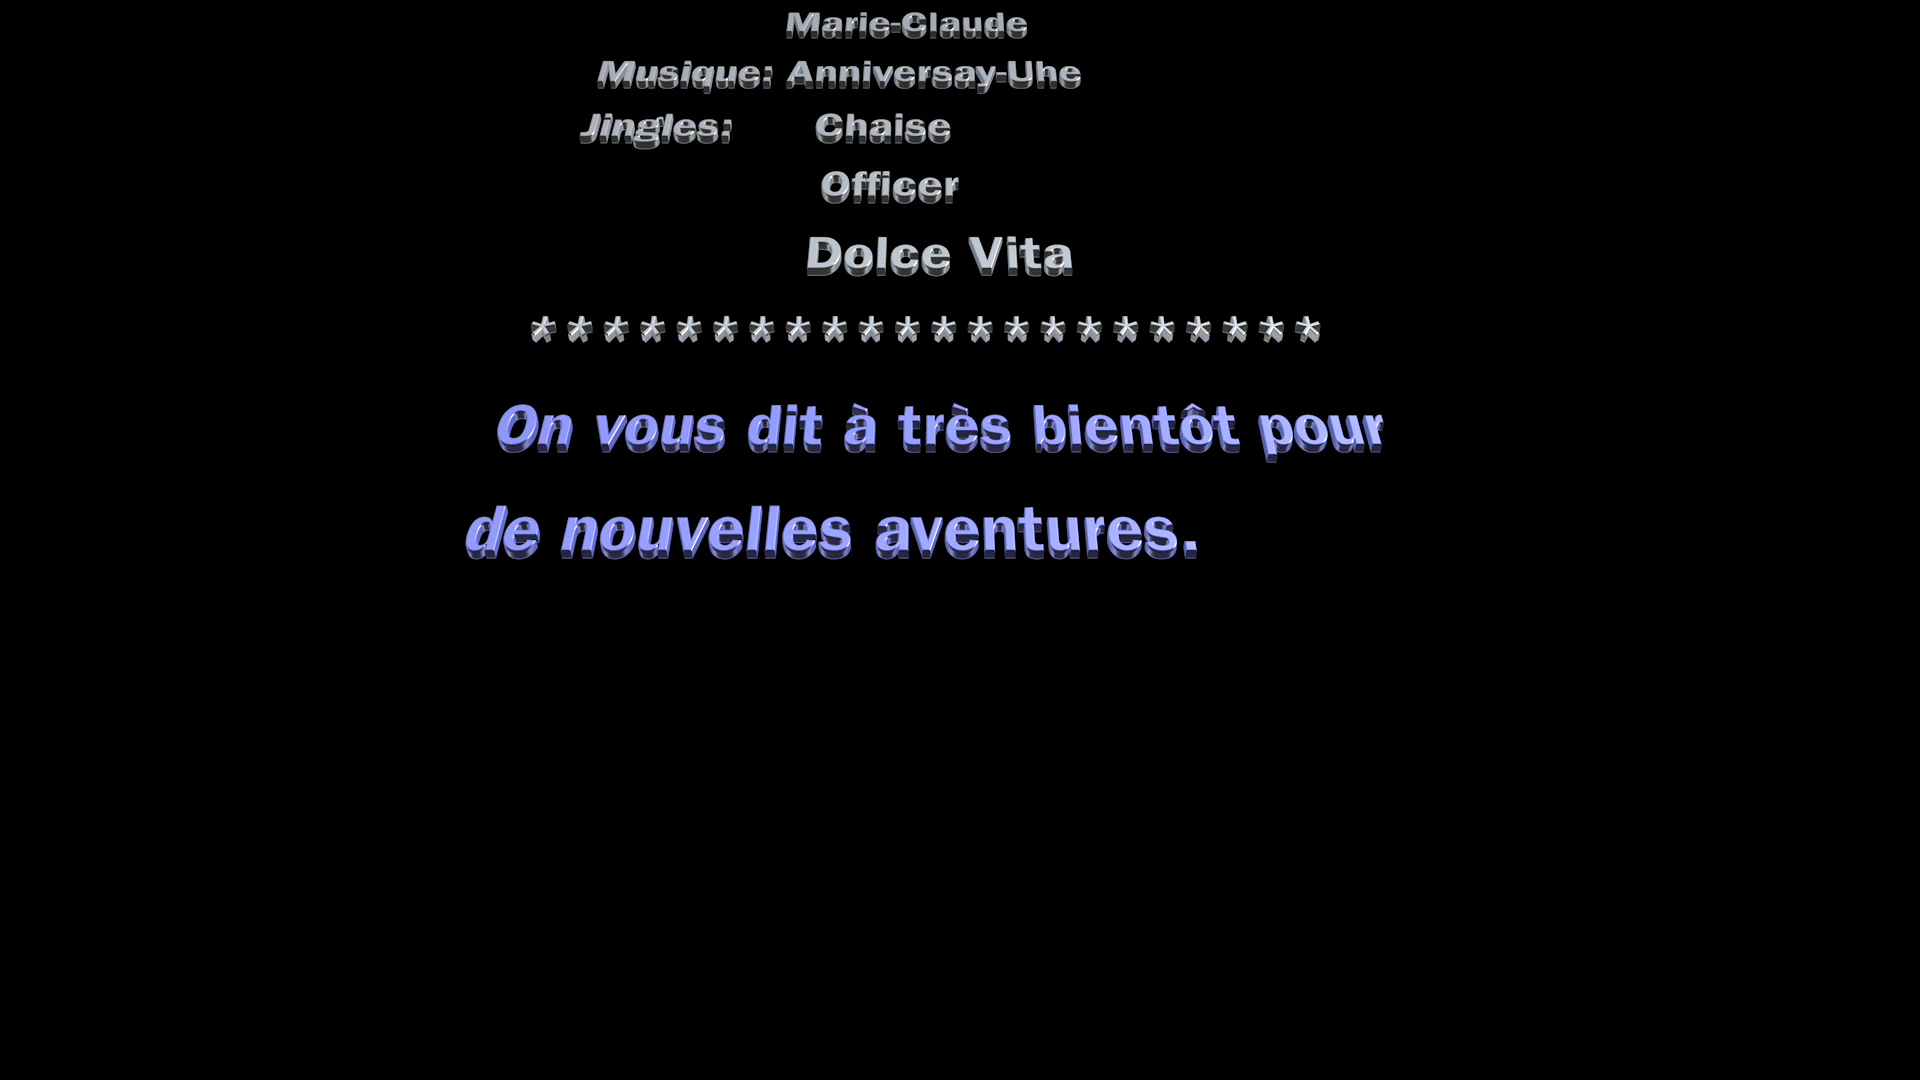 Marie-Claude
Musique: Anniversay-Uhe
Jingles: Chaise
Officer
Dolce Vita
* * * * * * * * * * * * * * * * * * * * * *
On vous dit à très bientôt pour
de nouvelles aventures.